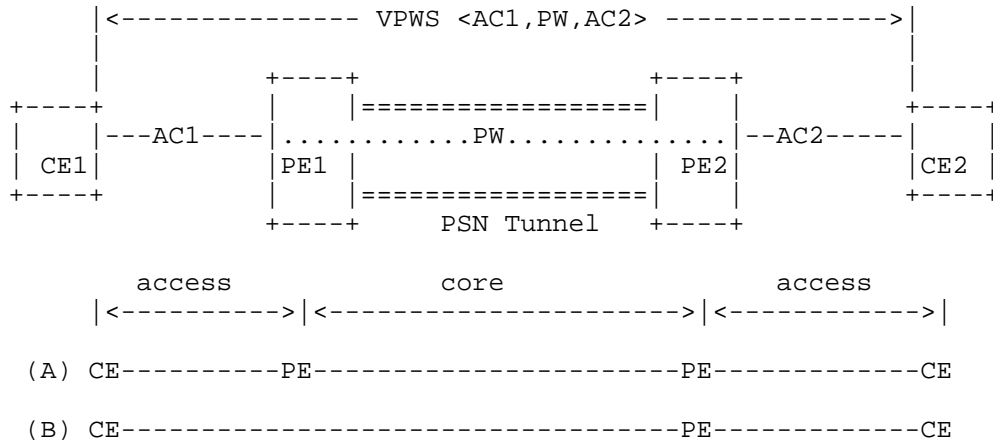 |<--------------- VPWS <AC1,PW,AC2> -------------->|
|                                                  |
|          +----+                  +----+          |
+----+     |    |==================|    |     +----+
|    |---AC1----|............PW..............|--AC2-----|    |
| CE1|     |PE1 |                  | PE2|     |CE2 |
+----+     |    |==================|    |     +----+
+----+     PSN Tunnel     +----+
access     core     access
|<---------->|<----------------------->|<------------>|
(A) CE----------PE-----------------------PE-------------CE
(B) CE-----------------------------------PE-------------CE